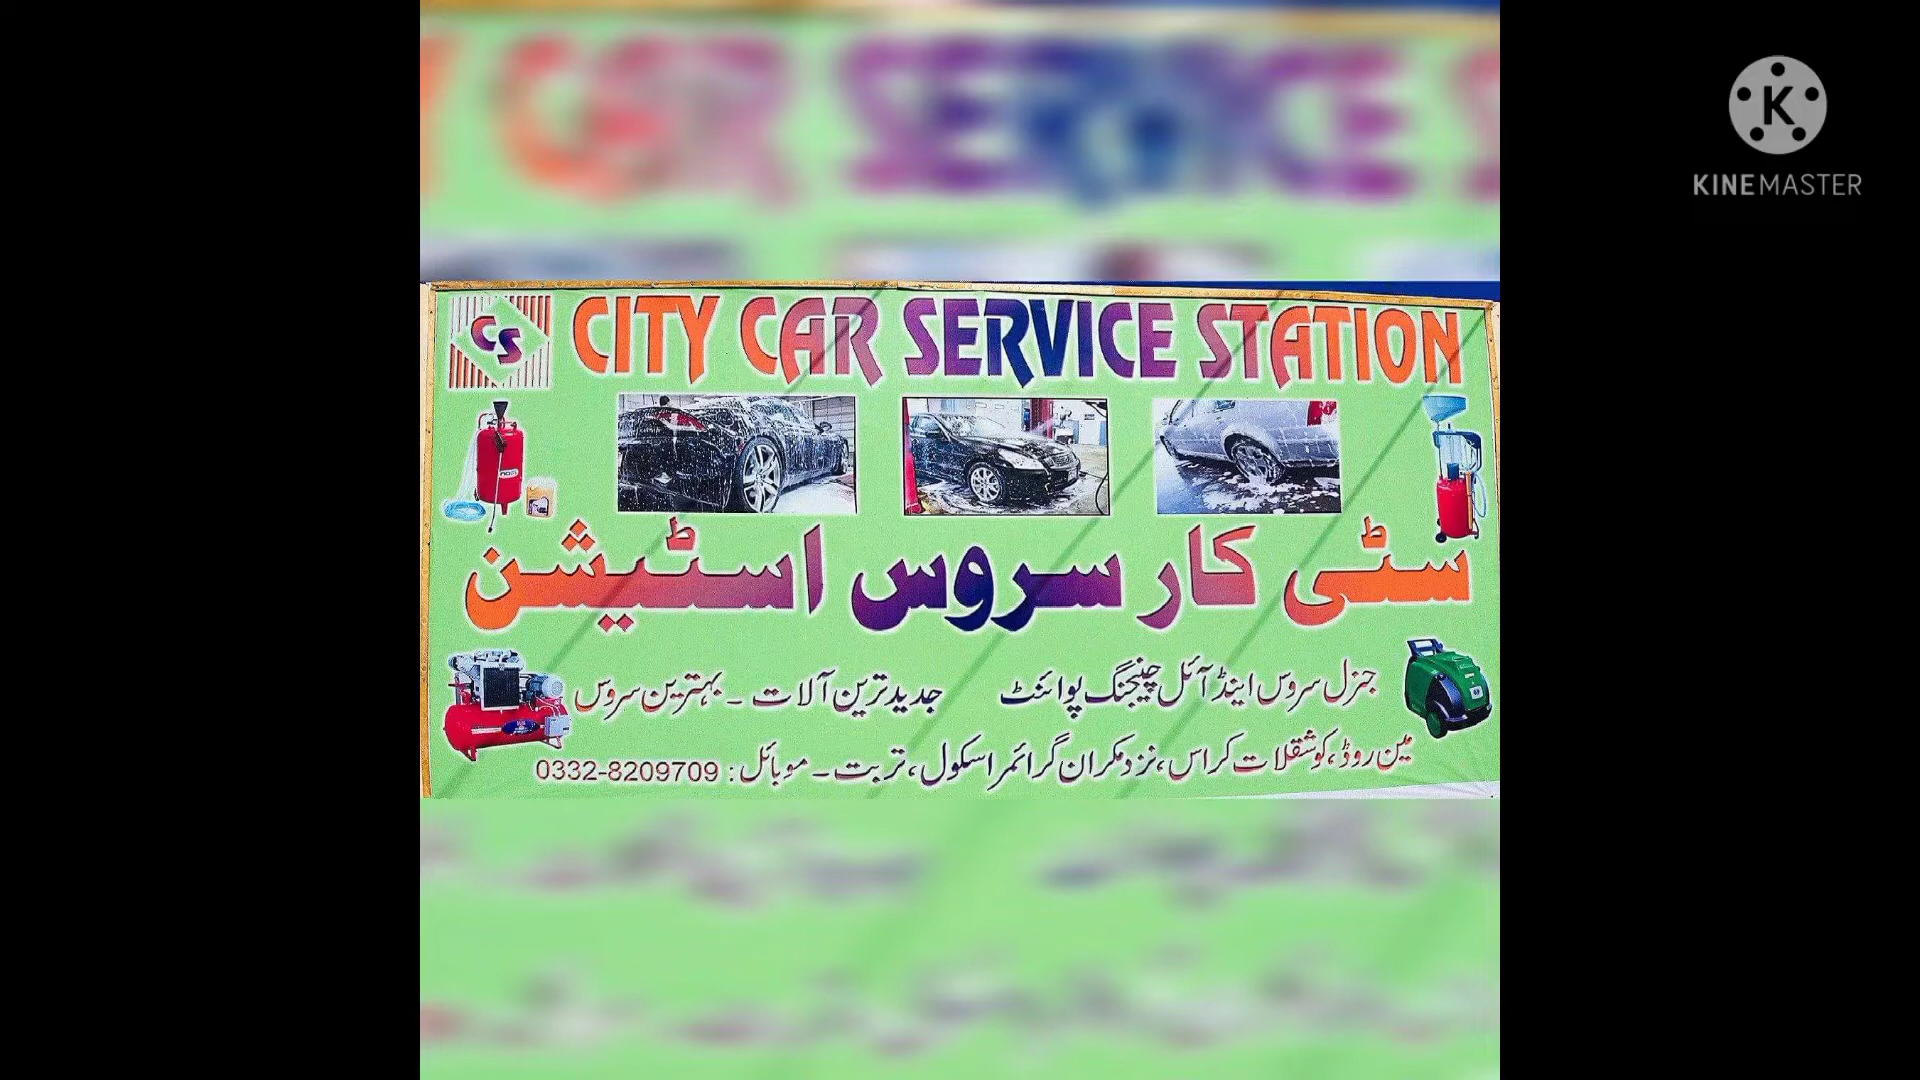 KINEMASTER
CS
CITY CAR SERVICE STATION
سٹی کار سروس اسٹیشن
جنرل سروس اینڈ آئل چینجنگ پوائنٹ جدید ترین آلات ۔ بہترین سروس
مین روڈ، کوشقلات کراس، نزد مکران گرائمر اسکول، تربت ۔ موبائل : 0332-8209709